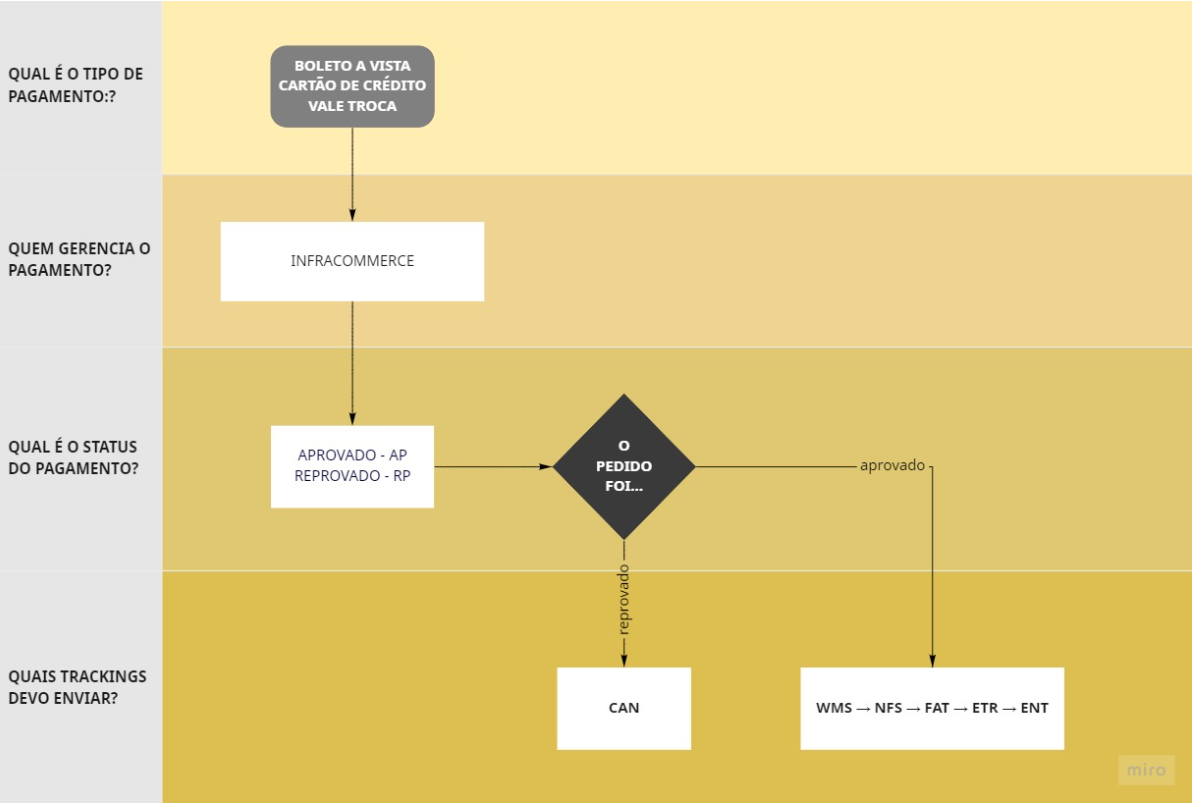 QUAL É O TIPO DE
PAGAMENTO:?
BOLETO A VISTA
CARTÃO DE CRÉDITO
VALE TROCA
QUEM GERENCIA O
PAGAMENTO?
INFRACOMMERCE
QUAL É O STATUS
DO PAGAMENTO?
APROVADO - AP
REPROVADO - RP
O
PEDIDO
FOI...
aprovado
reprovado
QUAIS TRACKINGS
DEVO ENVIAR?
CAN
WMS → NFS → FAT → ETR → ENT
miro